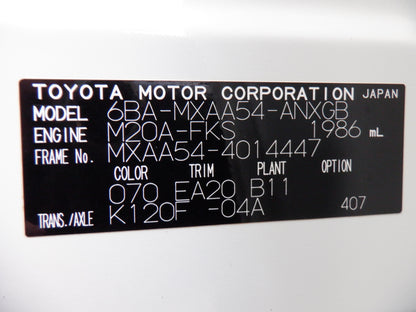 TOYOTA MOTOR CORPORATION JAPAN
MODEL 6BA-MXAA54-ANXGB
ENGINE M20A-FKS 1986 mL
FRAME No. MXAA54-4014447
COLOR TRIM PLANT OPTION
070 EA20 B11
TRANS./AXLE K120F -04A 407